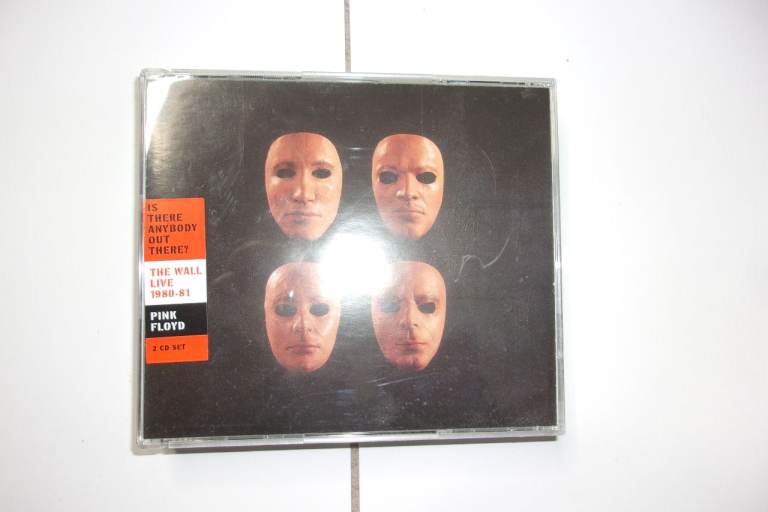 IS
THERE
ANYBODY
OUT
THERE?
THE WALL
LIVE
1980-81
PINK
FLOYD
2 CD SET